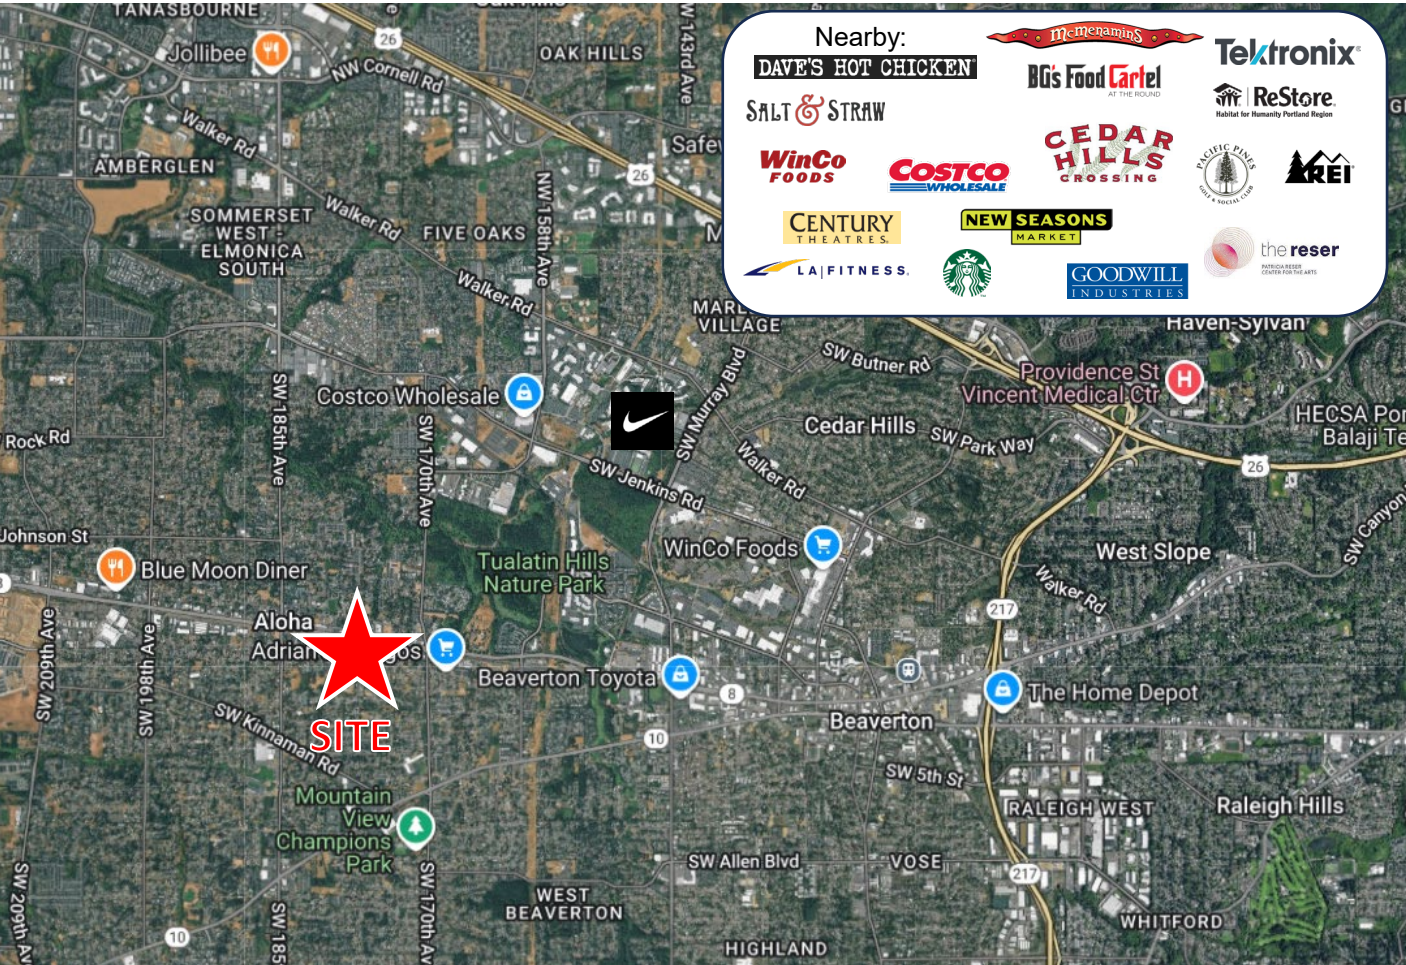 TANASBOURNE
Jollibee
26
OAK HILLS
NW Cornell Rd
NW 143rd Ave
Nearby:
McMENAMINS
DAVE'S HOT CHICKEN
BG's Food Cartel
AT THE ROUND
Tektronix
SALT & STRAW
ReStore
Habitat for Humanity Portland Region
WinCo
FOODS
COSTCO
WHOLESALE
CEDAR
HILLS
CROSSING
PACIFIC PINES
GOLF & SOCIAL CLUB
REI
CENTURY
THEATRES
NEW SEASONS
MARKET
the reser
PATRICIA RESER
CENTER FOR THE ARTS
LA|FITNESS.
GOODWILL
INDUSTRIES
Walker Rd
AMBERGLEN
26
SOMMERSET
WEST -
ELMONICA
SOUTH
Walker Rd
FIVE OAKS
NW 158th Ave
Walker Rd
VILLAGE
Haven-Sylvan
SW Butner Rd
Providence St
Vincent Medical Ctr
H
Costco Wholesale
SW Murray Blvd
SW 185th Ave
SW 170th Ave
Cedar Hills
SW Park Way
HECSA Por
Balaji Te
Rock Rd
Walker Rd
SW Jenkins Rd
26
SW Canyon
Johnson St
Blue Moon Diner
Tualatin Hills
Nature Park
WinCo Foods
West Slope
Walker Rd
217
Aloha
Adrian
gos
SW 209th Ave
SW 198th Ave
Beaverton Toyota
8
The Home Depot
Beaverton
SITE
SW Kinnaman Rd
10
SW 5th St
Mountain
View
Champions
Park
RALEIGH WEST
Raleigh Hills
SW Allen Blvd
VOSE
217
SW 209th Av
SW 185
SW 170th Av
WEST
BEAVERTON
WHITFORD
10
HIGHLAND